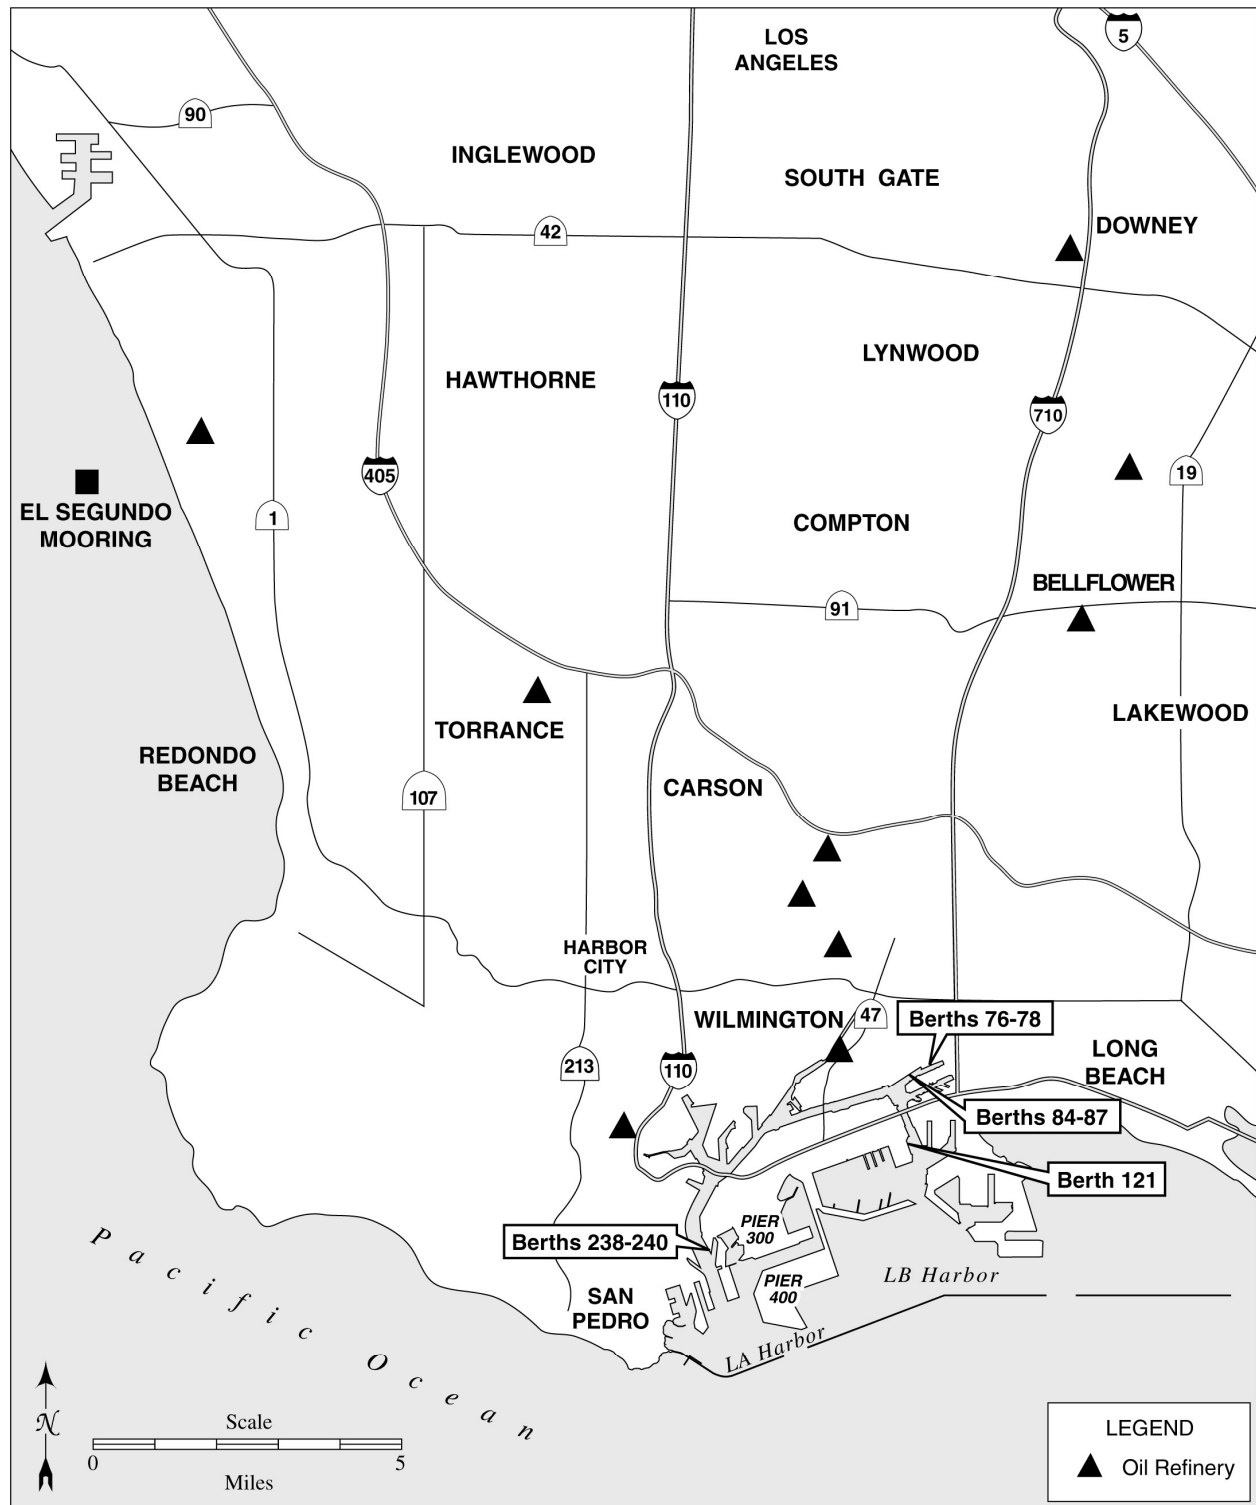 5
LOS
ANGELES
90
INGLEWOOD
SOUTH GATE
DOWNEY
42
LYNWOOD
HAWTHORNE
110
710
405
19
EL SEGUNDO
MOORING
1
COMPTON
BELLFLOWER
91
LAKEWOOD
TORRANCE
REDONDO
BEACH
CARSON
107
HARBOR
CITY
WILMINGTON
47
Berths 76-78
LONG
BEACH
213
110
Berths 84-87
Berth 121
PIER
300
Berths 238-240
PIER
400
LB Harbor
SAN
PEDRO
LA Harbor
Pacific Ocean
N
Scale
0 5
Miles
LEGEND
Oil Refinery